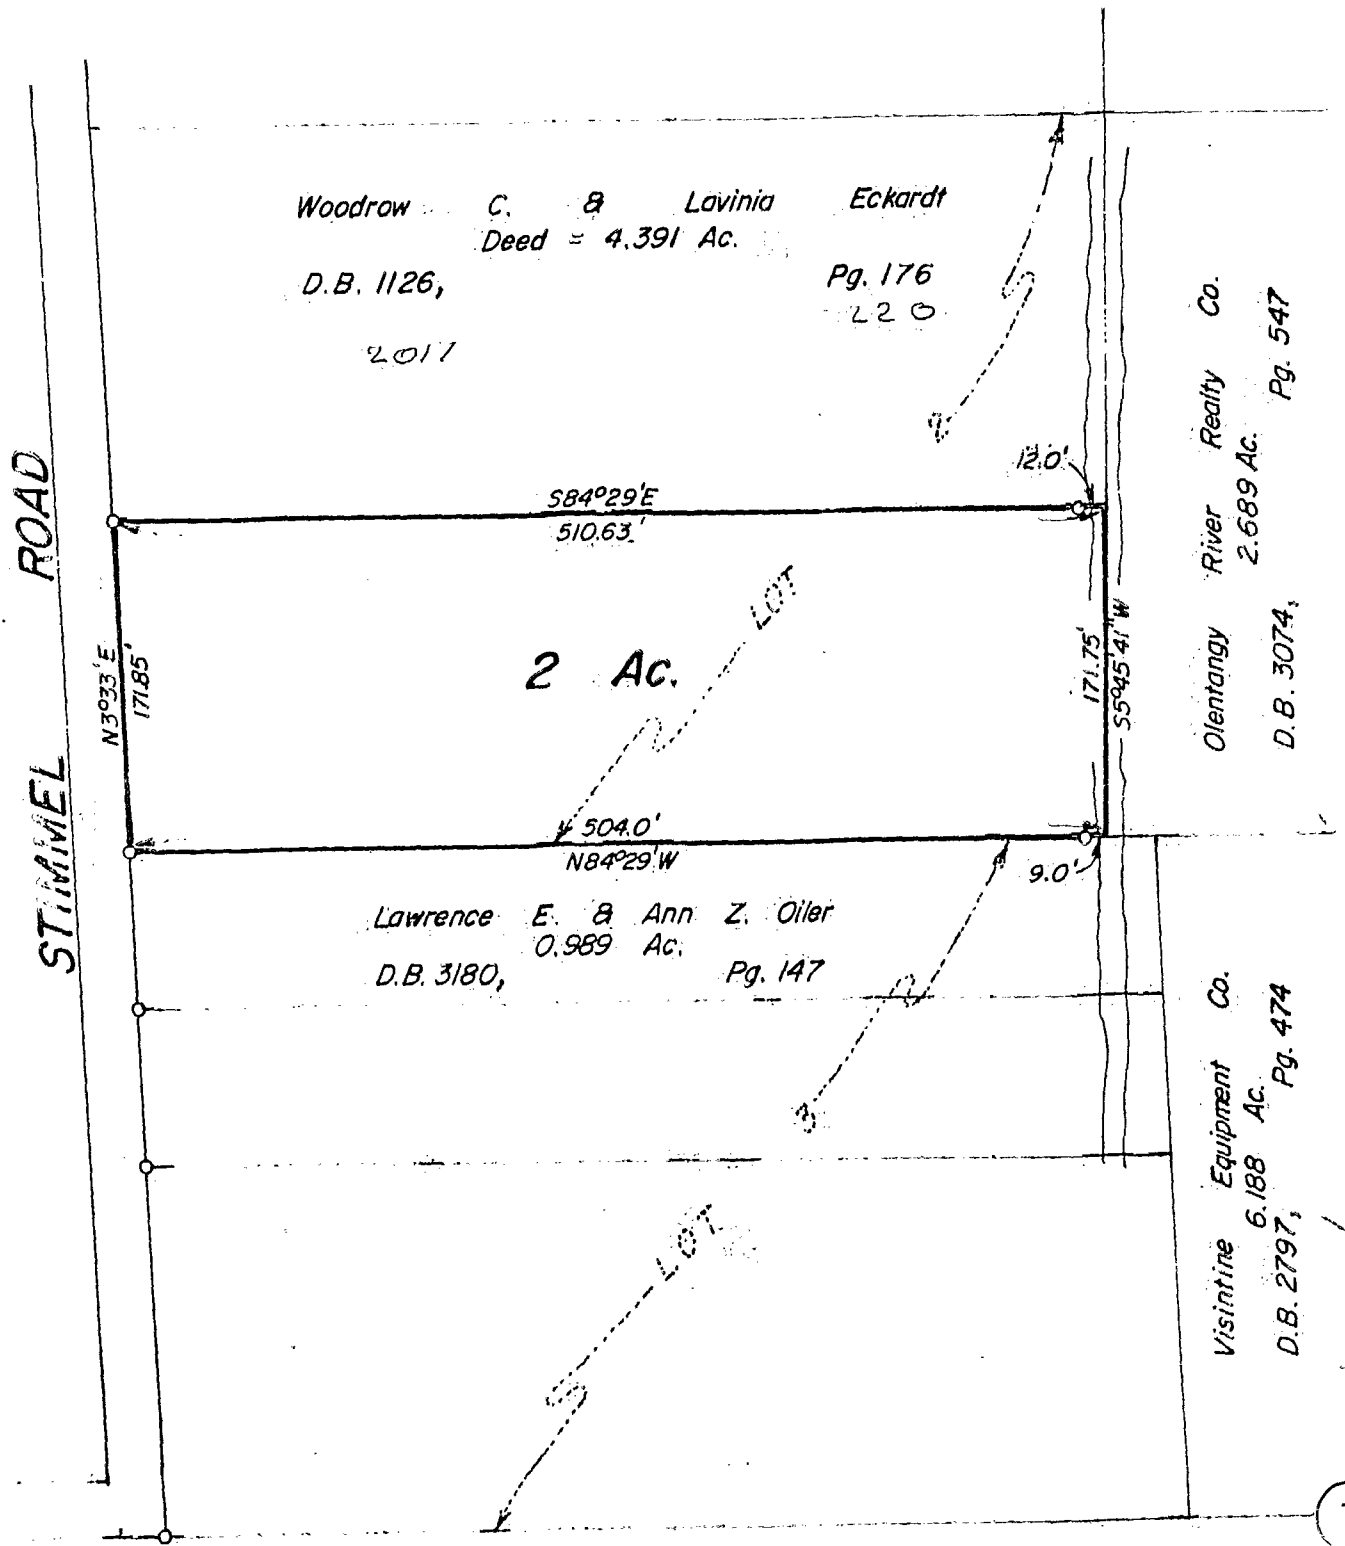 Woodrow C. & Lavinia Eckardt
Deed = 4.391 Ac.
D.B. 1126, Pg. 176
220
2017
STIMMEL ROAD
12.0'
S84°29'E
510.63'
LOT
2 Ac.
N3°33'E
171.85'
171.75'
S5°45'41"W
504.0'
N84°29'W
9.0'
Lawrence E. & Ann Z. Oiler
0.989 Ac.
D.B. 3180, Pg. 147
3
LOT
Olentangy River Realty Co.
2.689 Ac.
D.B. 3074, Pg. 547
Visintine Equipment Co.
6.188 Ac.
D.B. 2797, Pg. 474